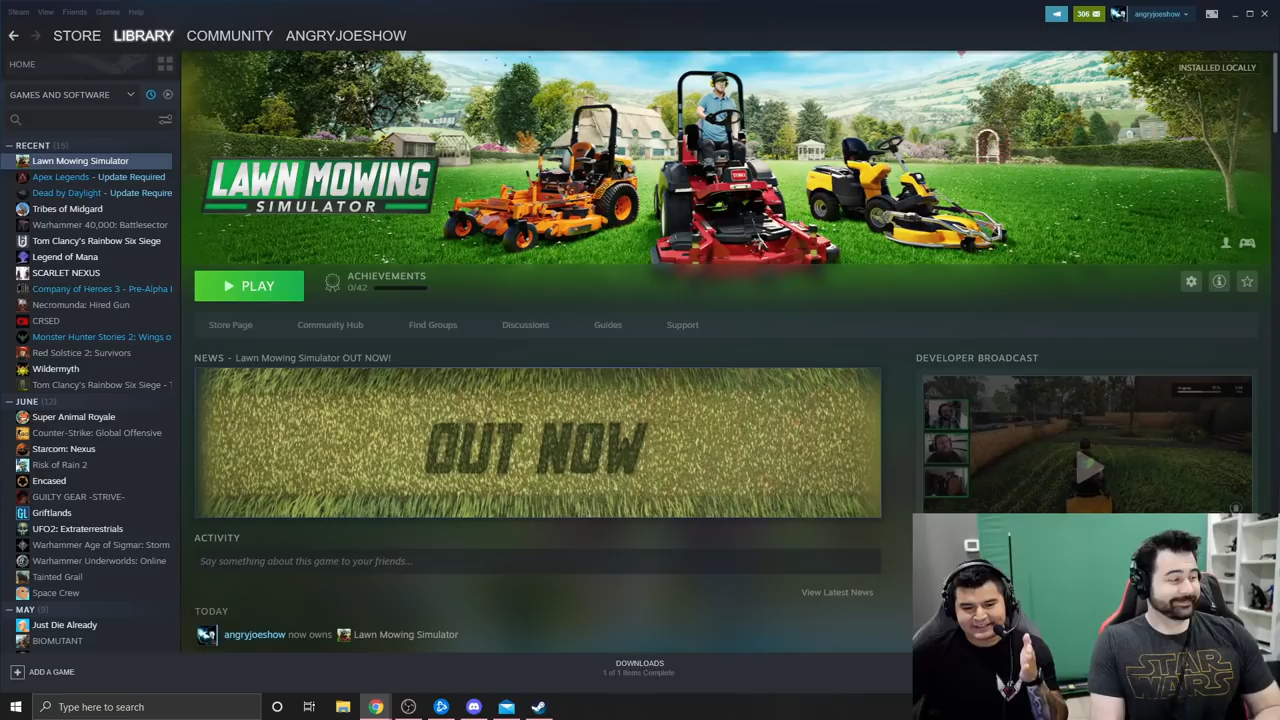 Steam View Friends Games Help
306
angryjoeshow
STORE LIBRARY COMMUNITY ANGRYJOESHOW
HOME
GAMES AND SOFTWARE
RECENT (15)
Lawn Mowing Simulator
Apex Legends - Update Required
Dead by Daylight - Update Require
Tribes of Midgard
Warhammer 40,000: Battlesector
Tom Clancy's Rainbow Six Siege
Legend of Mana
SCARLET NEXUS
Company of Heroes 3 - Pre-Alpha
Necromunda: Hired Gun
CRSED
Monster Hunter Stories 2: Wings o
Red Solstice 2: Survivors
Wildermyth
Tom Clancy's Rainbow Six Siege -
JUNE (12)
Super Animal Royale
Counter-Strike: Global Offensive
Starcom: Nexus
Risk of Rain 2
Encased
GUILTY GEAR -STRIVE-
Griftlands
UFO2: Extraterrestrials
Warhammer Age of Sigmar: Storm
Warhammer Underworlds: Online
Tainted Grail
Space Crew
MAY (9)
Just Die Already
BIOMUTANT
ADD A GAME
INSTALLED LOCALLY
LAWN MOWING
SIMULATOR
TORO
PLAY
ACHIEVEMENTS
0/42
Store Page Community Hub Find Groups Discussions Guides Support
NEWS - Lawn Mowing Simulator OUT NOW!
OUT NOW
DEVELOPER BROADCAST
ACTIVITY
Say something about this game to your friends...
View Latest News
TODAY
angryjoeshow now owns Lawn Mowing Simulator
DOWNLOADS
1 of 1 Items Complete
STAR
WARS
Type here to search